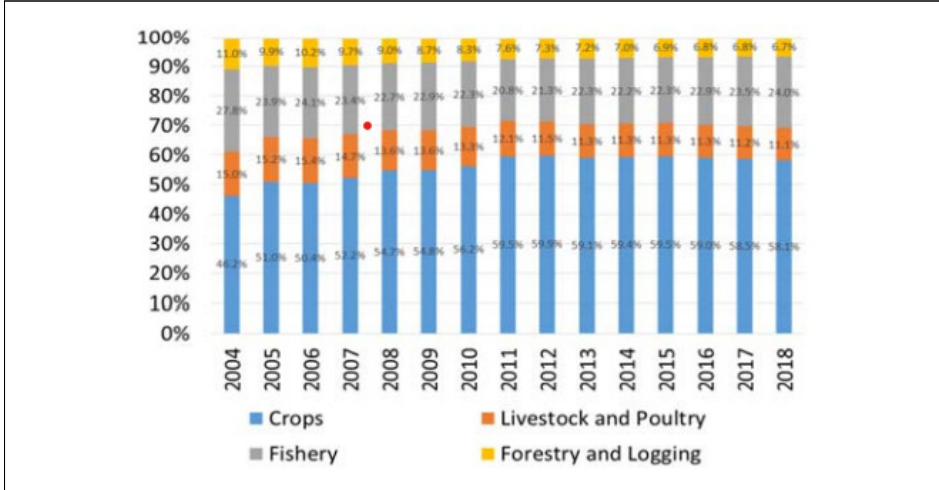 100%
90%
80%
70%
60%
50%
40%
30%
20%
10%
0%
11.0% 9.9% 10.2% 9.7% 9.0% 8.7% 8.3% 7.6% 7.3% 7.2% 7.0% 6.9% 6.8% 6.8% 6.7%
27.8% 23.9% 24.1% 23.4% 22.7% 22.9% 22.3% 20.8% 21.3% 22.3% 22.2% 22.3% 22.9% 23.5% 24.0%
15.0% 15.2% 15.4% 14.7% 13.6% 13.6% 13.3% 12.1% 11.5% 11.3% 11.3% 11.3% 11.3% 11.2% 11.1%
46.2% 51.0% 50.4% 52.2% 54.7% 54.8% 56.2% 59.5% 59.9% 59.1% 59.4% 59.5% 59.0% 58.5% 58.1%
2004 2005 2006 2007 2008 2009 2010 2011 2012 2013 2014 2015 2016 2017 2018
Crops Livestock and Poultry
Fishery Forestry and Logging